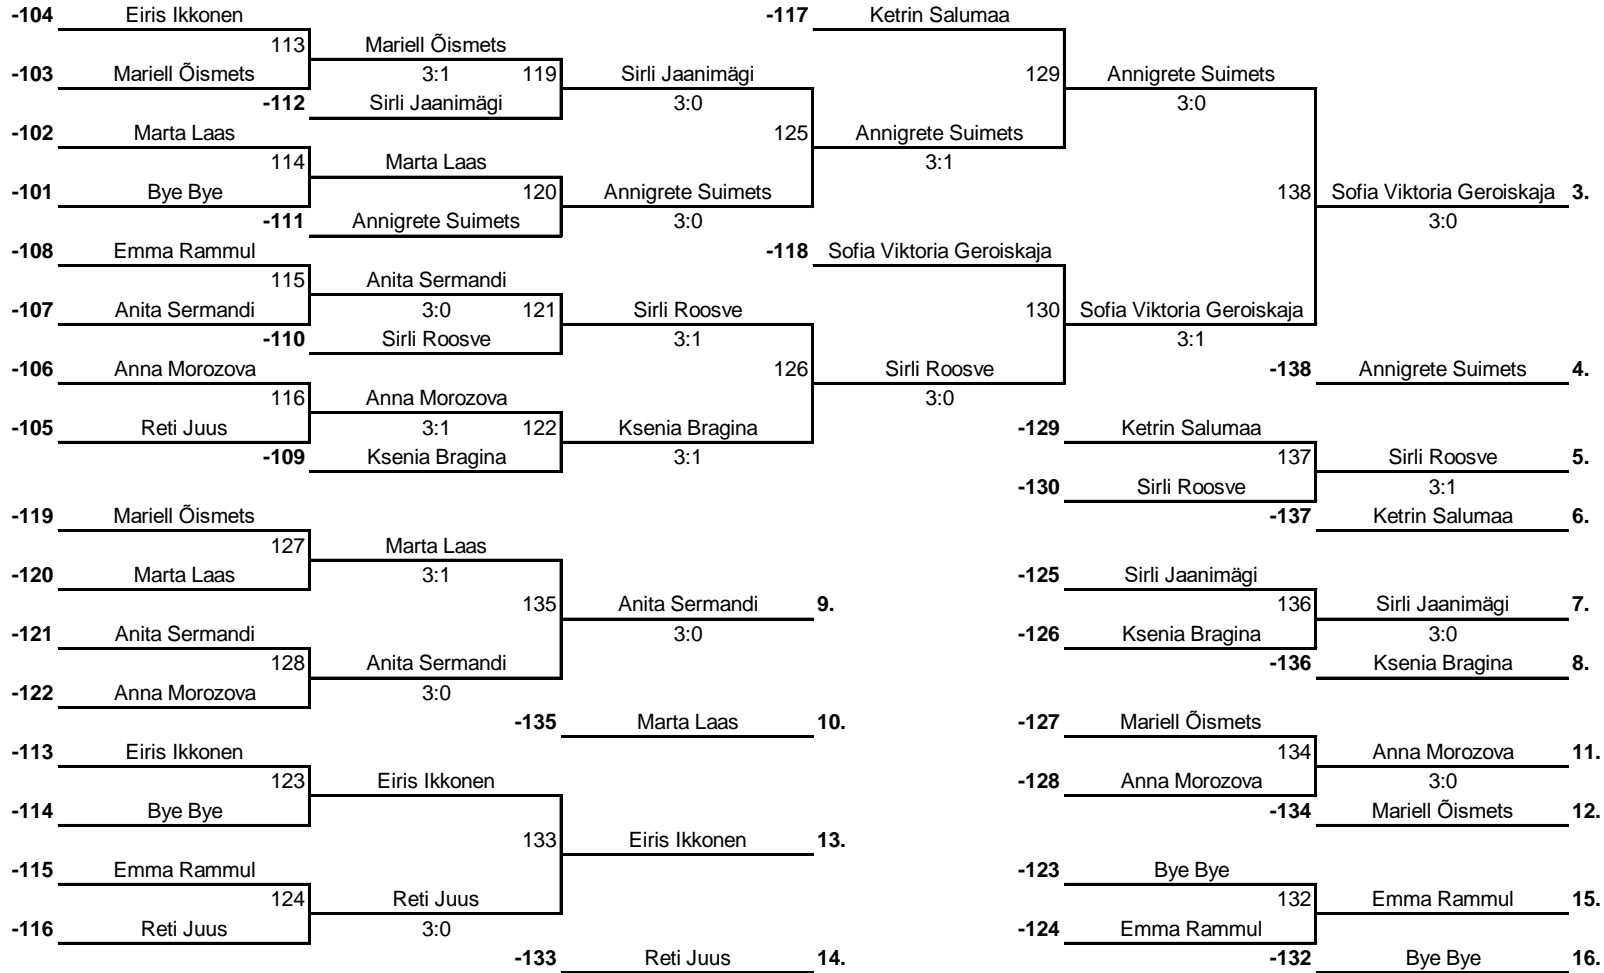 -104 Eiris Ikkonen -117 Ketrin Salumaa
113 Mariell Õismets
-103 Mariell Õismets 3:1 119 Sirli Jaanimägi 129 Annigrete Suimets
-112 Sirli Jaanimägi 3:0 3:0
-102 Marta Laas 125 Annigrete Suimets
114 Marta Laas 3:1
-101 Bye Bye 120 Annigrete Suimets 138 Sofia Viktoria Geroiskaja 3.
-111 Annigrete Suimets 3:0 3:0
-108 Emma Rammul -118 Sofia Viktoria Geroiskaja
115 Anita Sermandi
-107 Anita Sermandi 3:0 121 Sirli Roosve 130 Sofia Viktoria Geroiskaja
-110 Sirli Roosve 3:1 3:1
-106 Anna Morozova 126 Sirli Roosve -138 Annigrete Suimets 4.
116 Anna Morozova 3:0
-105 Reti Juus 3:1 122 Ksenia Bragina -129 Ketrin Salumaa
-109 Ksenia Bragina 3:1 137 Sirli Roosve 5.
-130 Sirli Roosve 3:1
-119 Mariell Õismets -137 Ketrin Salumaa 6.
127 Marta Laas
-120 Marta Laas 3:1 -125 Sirli Jaanimägi
135 Anita Sermandi 9. 136 Sirli Jaanimägi 7.
-121 Anita Sermandi 3:0 -126 Ksenia Bragina 3:0
128 Anita Sermandi -136 Ksenia Bragina 8.
-122 Anna Morozova 3:0
-135 Marta Laas 10. -127 Mariell Õismets
-113 Eiris Ikkonen 134 Anna Morozova 11.
123 Eiris Ikkonen -128 Anna Morozova 3:0
-114 Bye Bye -134 Mariell Õismets 12.
133 Eiris Ikkonen 13.
-115 Emma Rammul -123 Bye Bye
124 Reti Juus 132 Emma Rammul 15.
-116 Reti Juus 3:0 -124 Emma Rammul
-133 Reti Juus 14. -132 Bye Bye 16.